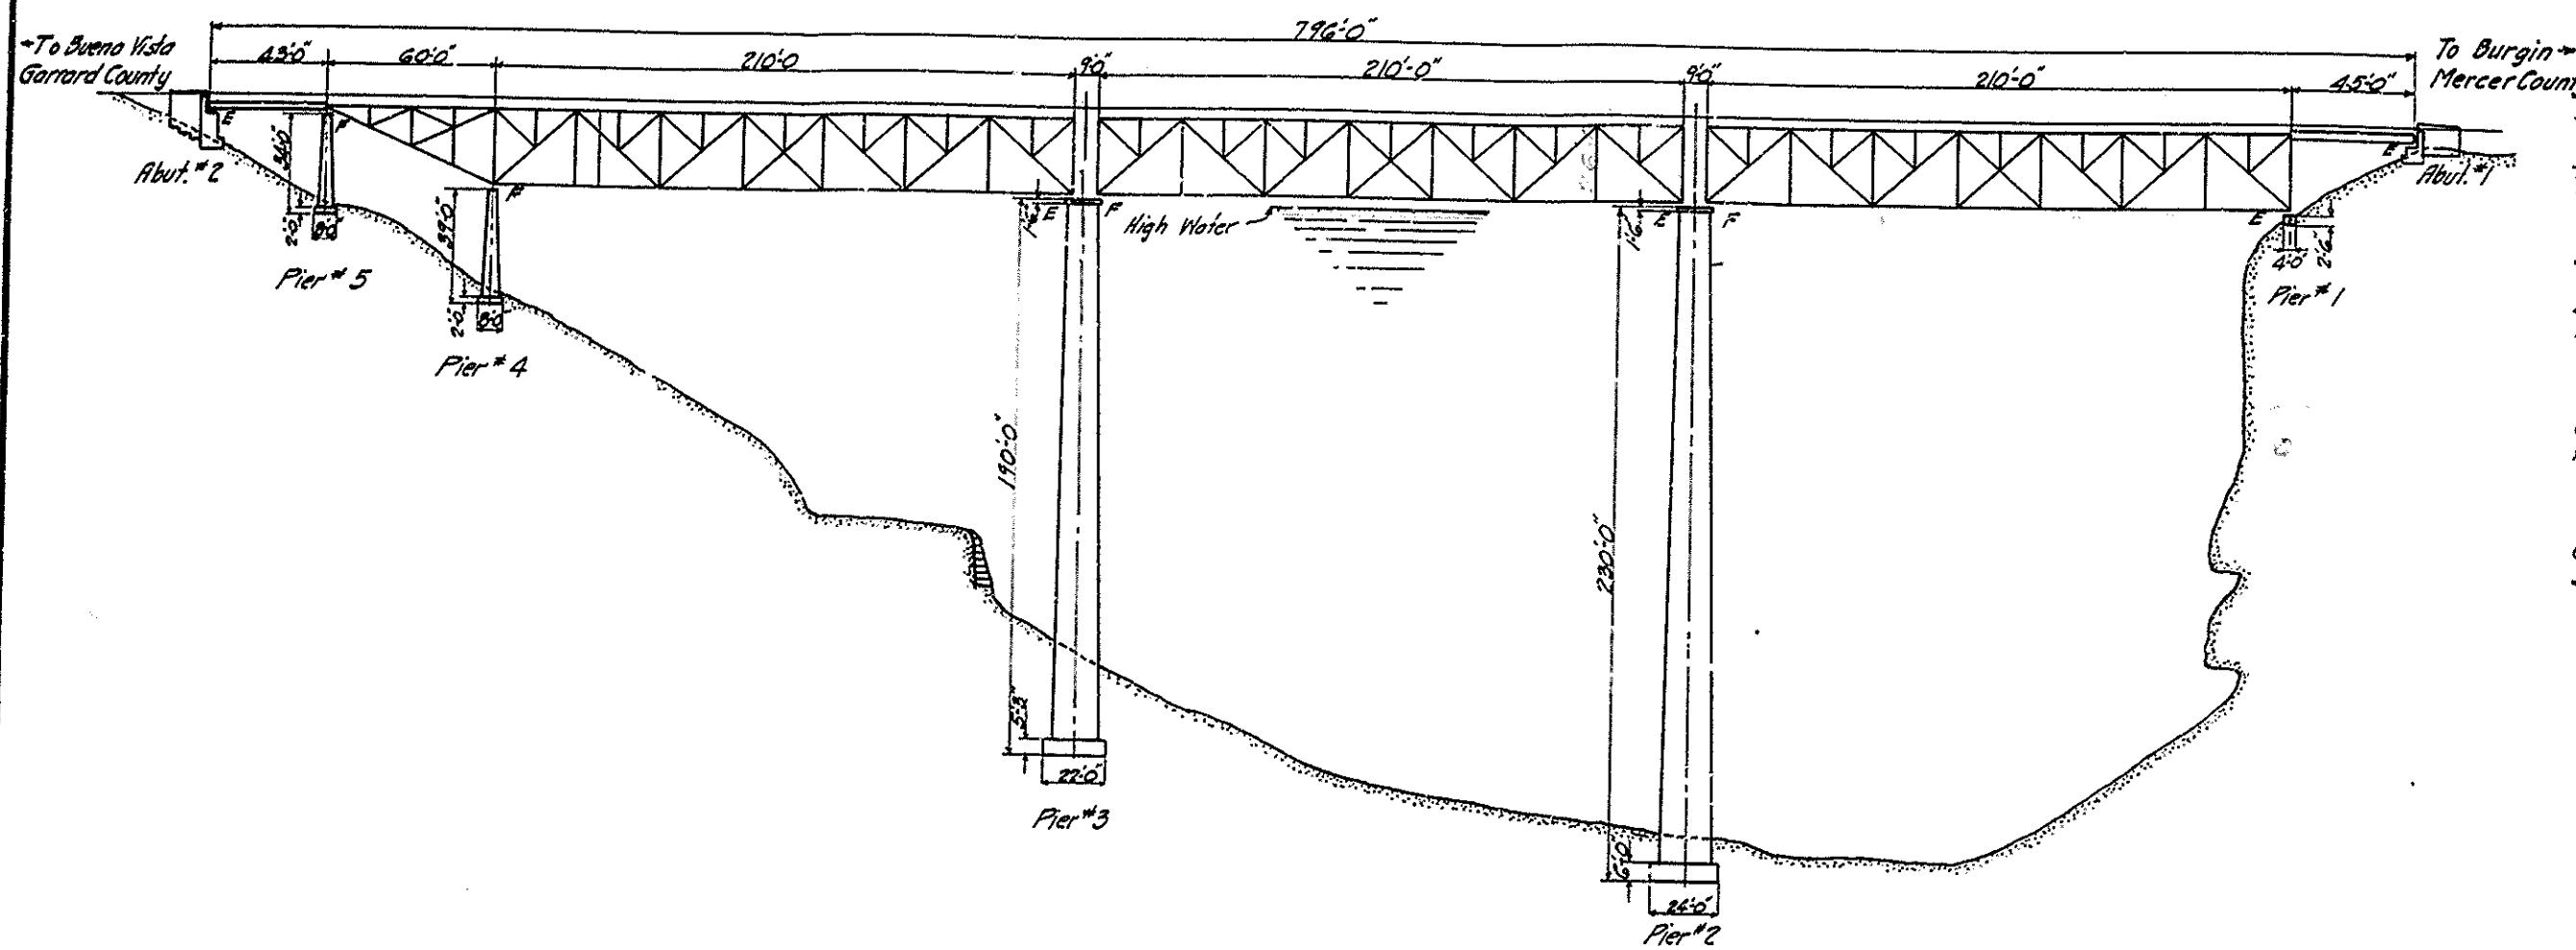 796'-0"
To Buena Vista
Garrard County
43'-0"
60'-0"
210'-0
9'-0"
210'-0"
9'-0"
210'-0"
45'-0"
To Burgin
Mercer County
E
F
34'-0"
Abut. #2
2'-0"
8'-0"
Pier #5
F
39'-0"
2'-0"
8'-0"
Pier #4
1'-6"
E
F
High Water
1'-6"
E
F
E
Abut. #1
E
4'-0"
2'-6"
Pier #1
190'-0"
5'-3"
22'-0"
Pier #3
230'-0"
6'-0"
24'-0"
Pier #2